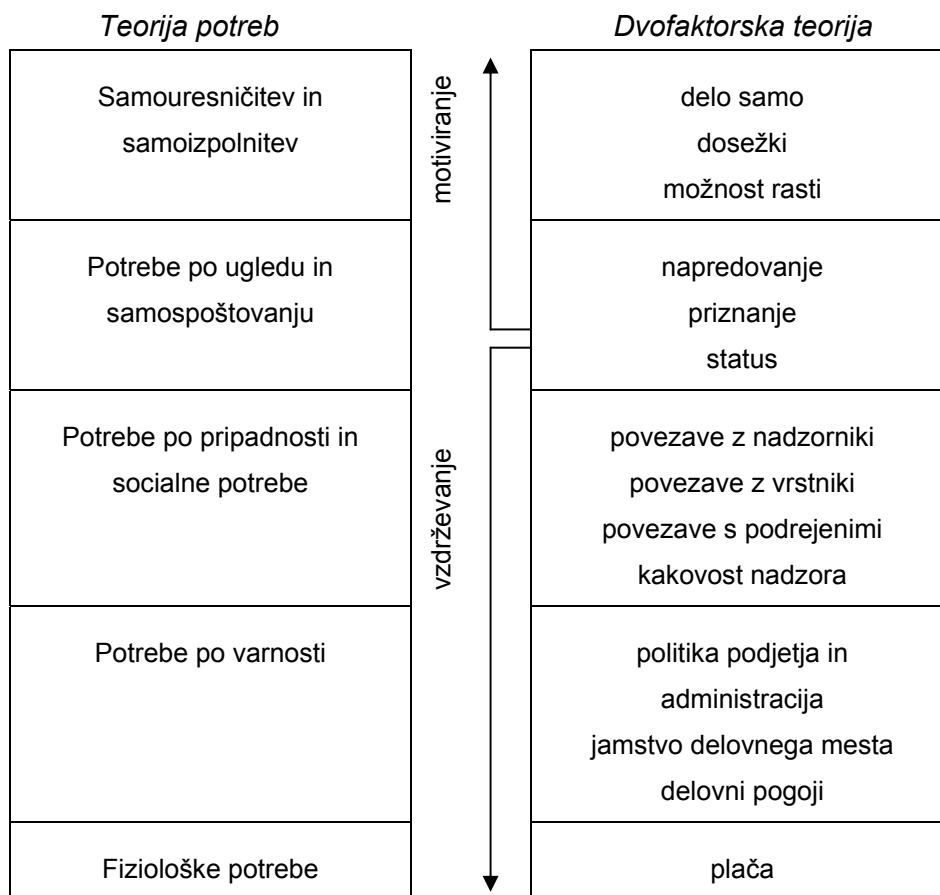 Teorija potreb
Dvofaktorska teorija
Samouresničitev in
samoizpolnitev
motiviranje
delo samo
dosežki
možnost rasti
Potrebe po ugledu in
samospoštovanju
napredovanje
priznanje
status
Potrebe po pripadnosti in
socialne potrebe
vzdrževanje
povezave z nadzorniki
povezave z vrstniki
povezave s podrejenimi
kakovost nadzora
Potrebe po varnosti
politika podjetja in
administracija
jamstvo delovnega mesta
delovni pogoji
Fiziološke potrebe
plača